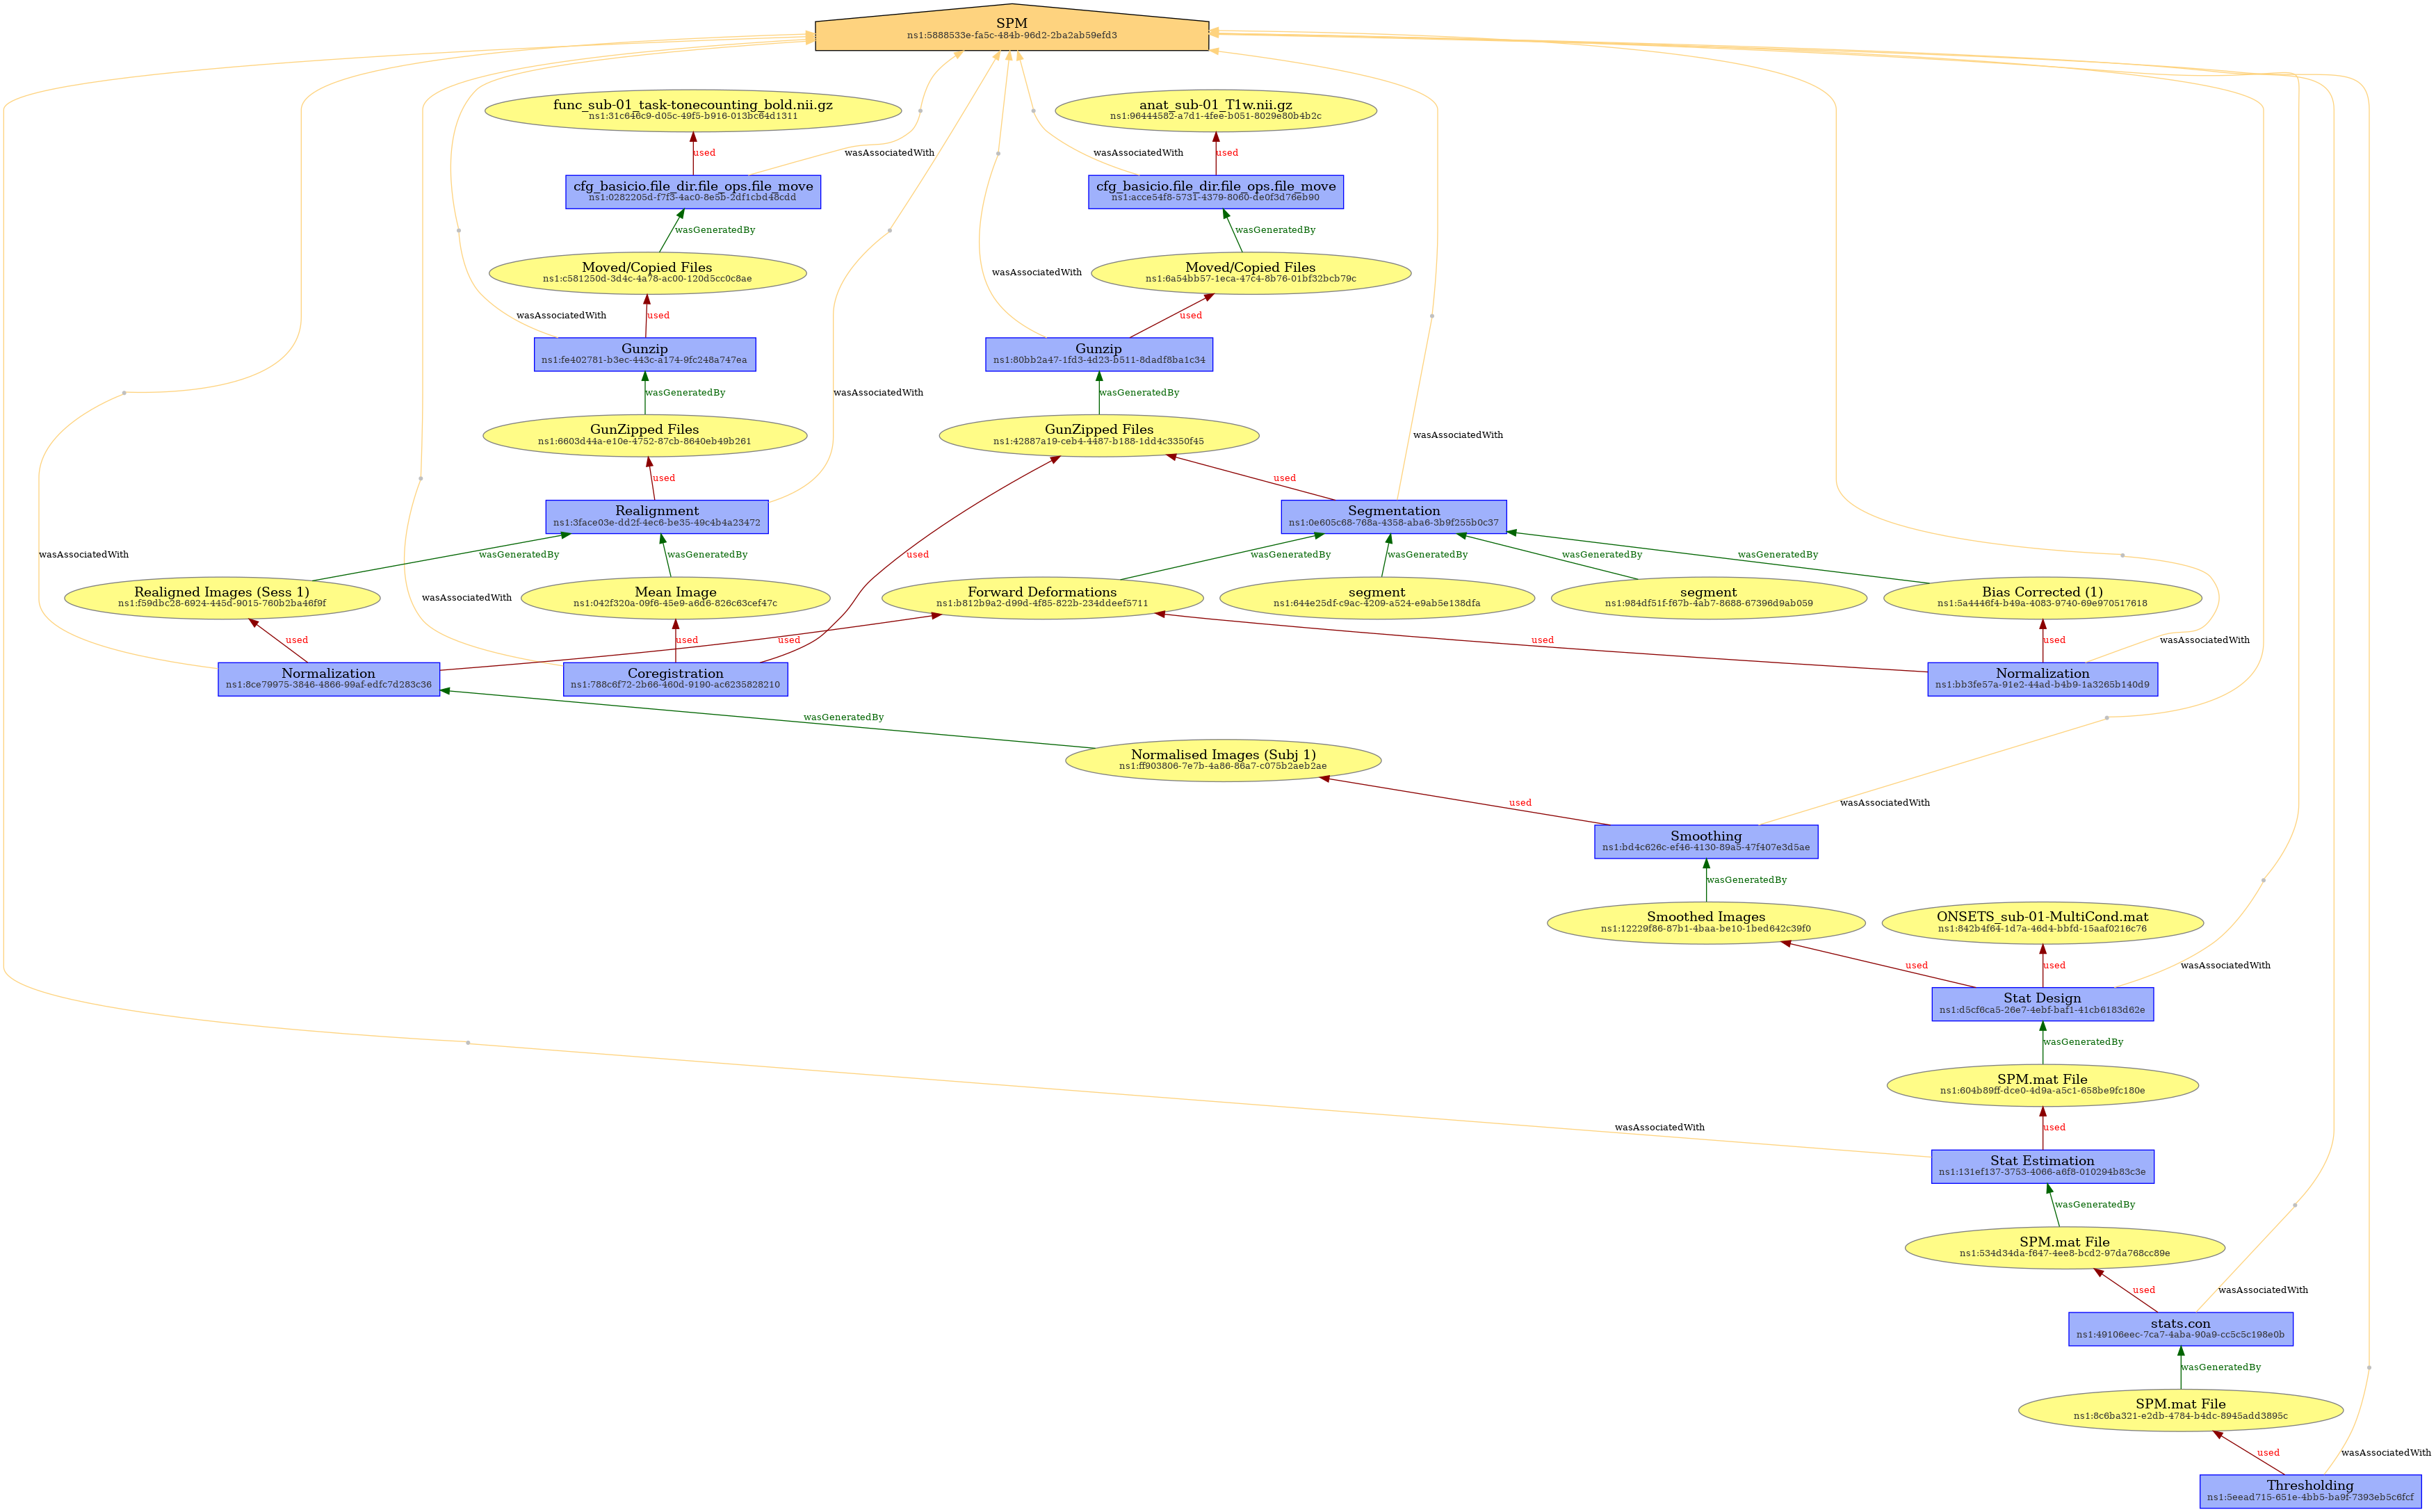 SPM
ns1:5888533e-fa5c-484b-96d2-2ba2ab59efd3
func_sub-01_task-tonecounting_bold.nii.gz
ns1:31c646c9-d05c-49f5-b916-013bc64d1311
anat_sub-01_T1w.nii.gz
ns1:96444582-a7d1-4fee-b051-8029e80b4b2c
used
wasAssociatedWith
wasAssociatedWith
used
cfg_basicio.file_dir.file_ops.file_move
ns1:0282205d-f7f3-4ac0-8e5b-2df1cbd48cdd
cfg_basicio.file_dir.file_ops.file_move
ns1:acce54f8-5731-4379-8060-de0f3d76eb90
wasGeneratedBy
wasGeneratedBy
Moved/Copied Files
ns1:c581250d-3d4c-4a78-ac00-120d5cc0c8ae
wasAssociatedWith
Moved/Copied Files
ns1:6a54bb57-1eca-47c4-8b76-01bf32bcb79c
wasAssociatedWith
used
used
Gunzip
ns1:fe402781-b3ec-443c-a174-9fc248a747ea
Gunzip
ns1:80bb2a47-1fd3-4d23-b511-8dadf8ba1c34
wasGeneratedBy
wasAssociatedWith
wasGeneratedBy
GunZipped Files
ns1:6603d44a-e10e-4752-87cb-8640eb49b261
GunZipped Files
ns1:42887a19-ceb4-4487-b188-1dd4c3350f45
wasAssociatedWith
used
used
Realignment
ns1:3face03e-dd2f-4ec6-be35-49c4b4a23472
Segmentation
ns1:0e605c68-768a-4358-aba6-3b9f255b0c37
wasAssociatedWith
wasGeneratedBy
wasGeneratedBy
used
wasGeneratedBy
wasGeneratedBy
wasGeneratedBy
wasGeneratedBy
Realigned Images (Sess 1)
ns1:f59dbc28-6924-445d-9015-760b2ba46f9f
wasAssociatedWith
Mean Image
ns1:042f320a-09f6-45e9-a6d6-826c63cef47c
Forward Deformations
ns1:b812b9a2-d99d-4f85-822b-234ddeef5711
segment
ns1:644e25df-c9ac-4209-a524-e9ab5e138dfa
segment
ns1:984df51f-f67b-4ab7-8688-67396d9ab059
Bias Corrected (1)
ns1:5a4446f4-b49a-4083-9740-69e970517618
used
used
used
used
used
wasAssociatedWith
Normalization
ns1:8ce79975-3846-4866-99af-edfc7d283c36
Coregistration
ns1:788c6f72-2b66-460d-9190-ac6235828210
Normalization
ns1:bb3fe57a-91e2-44ad-b4b9-1a3265b140d9
wasGeneratedBy
Normalised Images (Subj 1)
ns1:ff903806-7e7b-4a86-86a7-c075b2aeb2ae
used
wasAssociatedWith
Smoothing
ns1:bd4c626c-ef46-4130-89a5-47f407e3d5ae
wasGeneratedBy
Smoothed Images
ns1:12229f86-87b1-4baa-be10-1bed642c39f0
ONSETS_sub-01-MultiCond.mat
ns1:842b4f64-1d7a-46d4-bbfd-15aaf0216c76
used
used
wasAssociatedWith
Stat Design
ns1:d5cf6ca5-26e7-4ebf-baf1-41cb6183d62e
wasGeneratedBy
SPM.mat File
ns1:604b89ff-dce0-4d9a-a5c1-658be9fc180e
wasAssociatedWith
used
Stat Estimation
ns1:131ef137-3753-4066-a6f8-010294b83c3e
wasGeneratedBy
SPM.mat File
ns1:534d34da-f647-4ee8-bcd2-97da768cc89e
used
wasAssociatedWith
stats.con
ns1:49106eec-7ca7-4aba-90a9-cc5c5c198e0b
wasGeneratedBy
SPM.mat File
ns1:8c6ba321-e2db-4784-b4dc-8945add3895c
used
wasAssociatedWith
Thresholding
ns1:5eead715-651e-4bb5-ba9f-7393eb5c6fcf